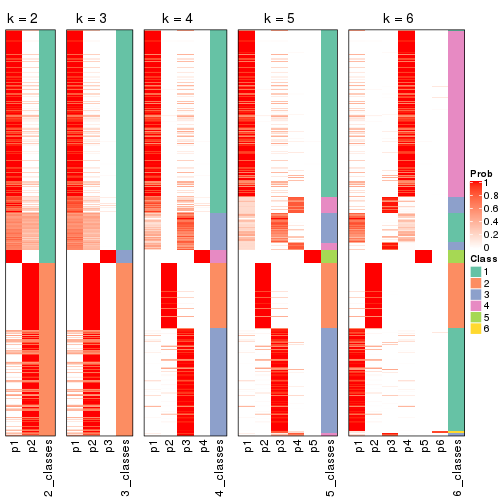 k = 2
k = 3
k = 4
k = 5
k = 6
Prob
1
0.8
0.6
0.4
0.2
0
Class
1
2
3
4
5
6
p1
p2
2_classes
p1
p2
p3
3_classes
p1
p2
p3
p4
4_classes
p1
p2
p3
p4
p5
5_classes
p1
p2
p3
p4
p5
p6
6_classes